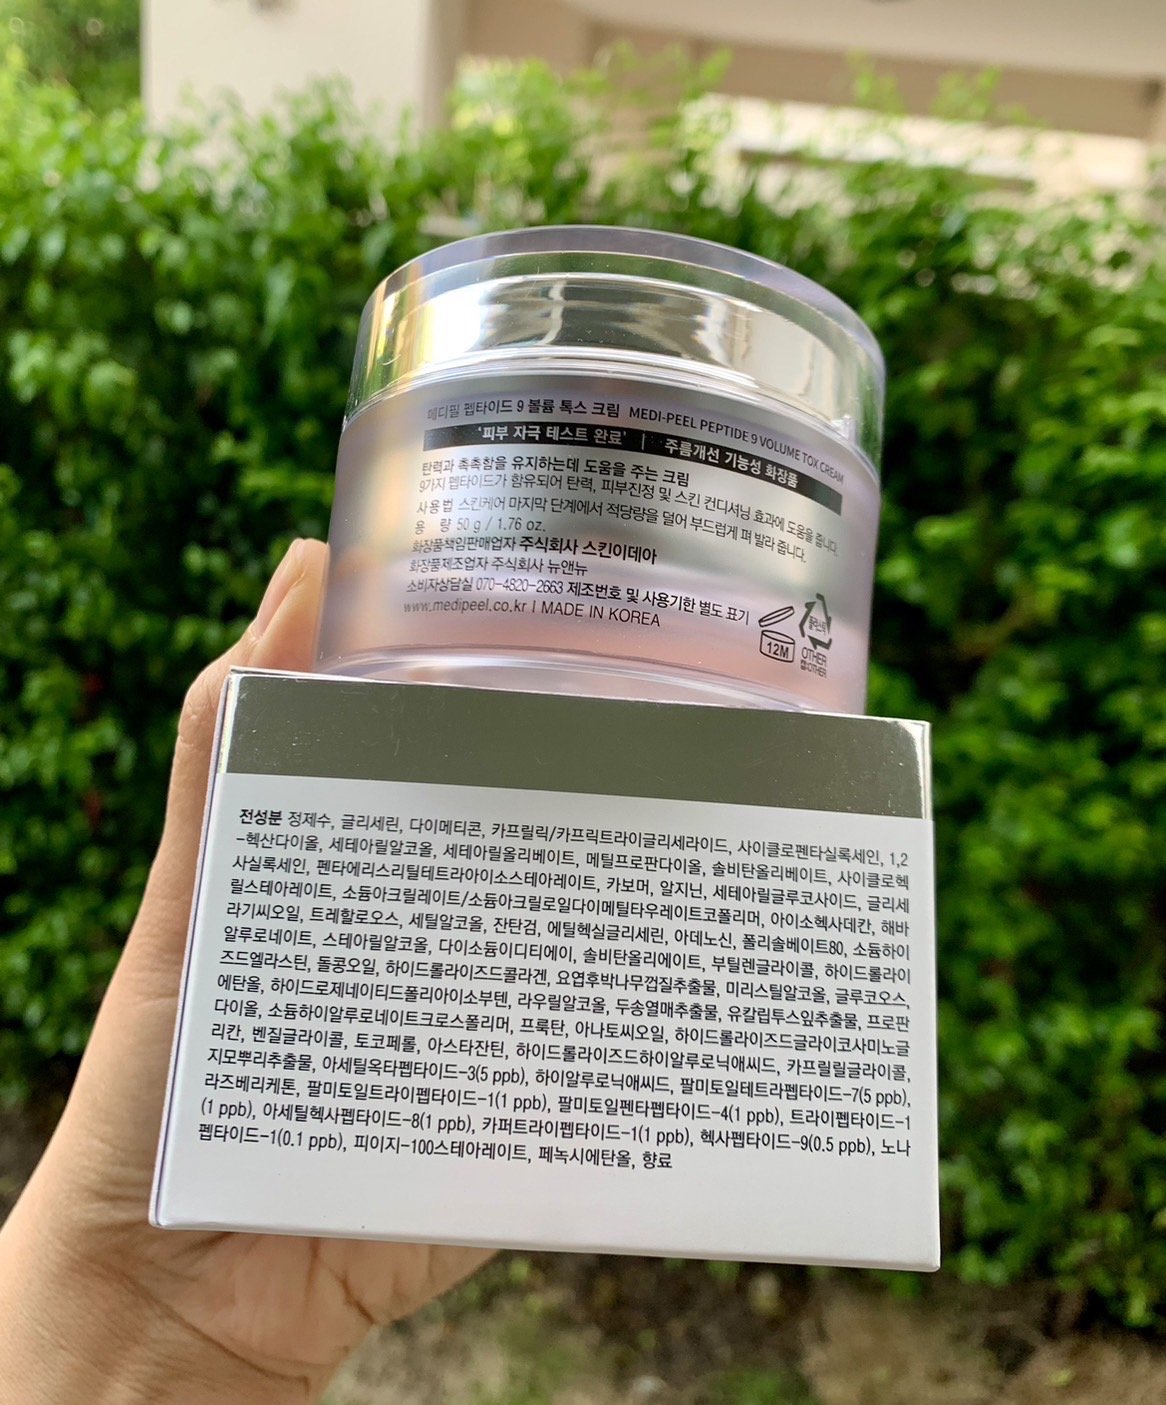 메디필 펩타이드 9 볼륨 톡스 크림 MEDI-PEEL PEPTIDE 9 VOLUME TOX CREAM
'피부 자극 테스트 완료' | 주름개선 기능성 화장품
탄력과 촉촉함을 유지하는데 도움을 주는 크림
9가지 펩타이드가 함유되어 탄력, 피부진정 및 스킨 컨디셔닝 효과에 도움을 줍니다.
사용법 스킨케어 마지막 단계에서 적당량을 덜어 부드럽게 펴 발라 줍니다.
용 량 50 g / 1.76 oz.
화장품책임판매업자 주식회사 스킨이데아
화장품제조업자 주식회사 뉴앤뉴
소비자상담실 070-4820-2663 제조번호 및 사용기한 별도 표기
www.medipeel.co.kr I MADE IN KOREA
12M
플라스틱
OTHER
캡:OTHER
전성분 정제수, 글리세린, 다이메티콘, 카프릴릭/카프릭트라이글리세라이드, 사이클로펜타실록세인, 1,2
-헥산다이올, 세테아릴알코올, 세테아릴올리베이트, 메틸프로판다이올, 솔비탄올리베이트, 사이클로헥
사실록세인, 펜타에리스리틸테트라아이소스테아레이트, 카보머, 알지닌, 세테아릴글루코사이드, 글리세
릴스테아레이트, 소듐아크릴레이트/소듐아크릴로일다이메틸타우레이트코폴리머, 아이소헥사데칸, 해바
라기씨오일, 트레할로오스, 세틸알코올, 잔탄검, 에틸헥실글리세린, 아데노신, 폴리솔베이트80, 소듐하이
알루로네이트, 스테아릴알코올, 다이소듐이디티에이, 솔비탄올리에이트, 부틸렌글라이콜, 하이드롤라이
즈드엘라스틴, 돌콩오일, 하이드롤라이즈드콜라겐, 요엽후박나무껍질추출물, 미리스틸알코올, 글루코오스,
에탄올, 하이드로제네이티드폴리아이소부텐, 라우릴알코올, 두송열매추출물, 유칼립투스잎추출물, 프로판
다이올, 소듐하이알루로네이트크로스폴리머, 프룩탄, 아나토씨오일, 하이드롤라이즈드글라이코사미노글
리칸, 벤질글라이콜, 토코페롤, 아스타잔틴, 하이드롤라이즈드하이알루로닉애씨드, 카프릴릴글라이콜,
지모뿌리추출물, 아세틸옥타펩타이드-3(5 ppb), 하이알루로닉애씨드, 팔미토일테트라펩타이드-7(5 ppb),
라즈베리케톤, 팔미토일트라이펩타이드-1(1 ppb), 팔미토일펜타펩타이드-4(1 ppb), 트라이펩타이드-1
(1 ppb), 아세틸헥사펩타이드-8(1 ppb), 카퍼트라이펩타이드-1(1 ppb), 헥사펩타이드-9(0.5 ppb), 노나
펩타이드-1(0.1 ppb), 피이지-100스테아레이트, 페녹시에탄올, 향료